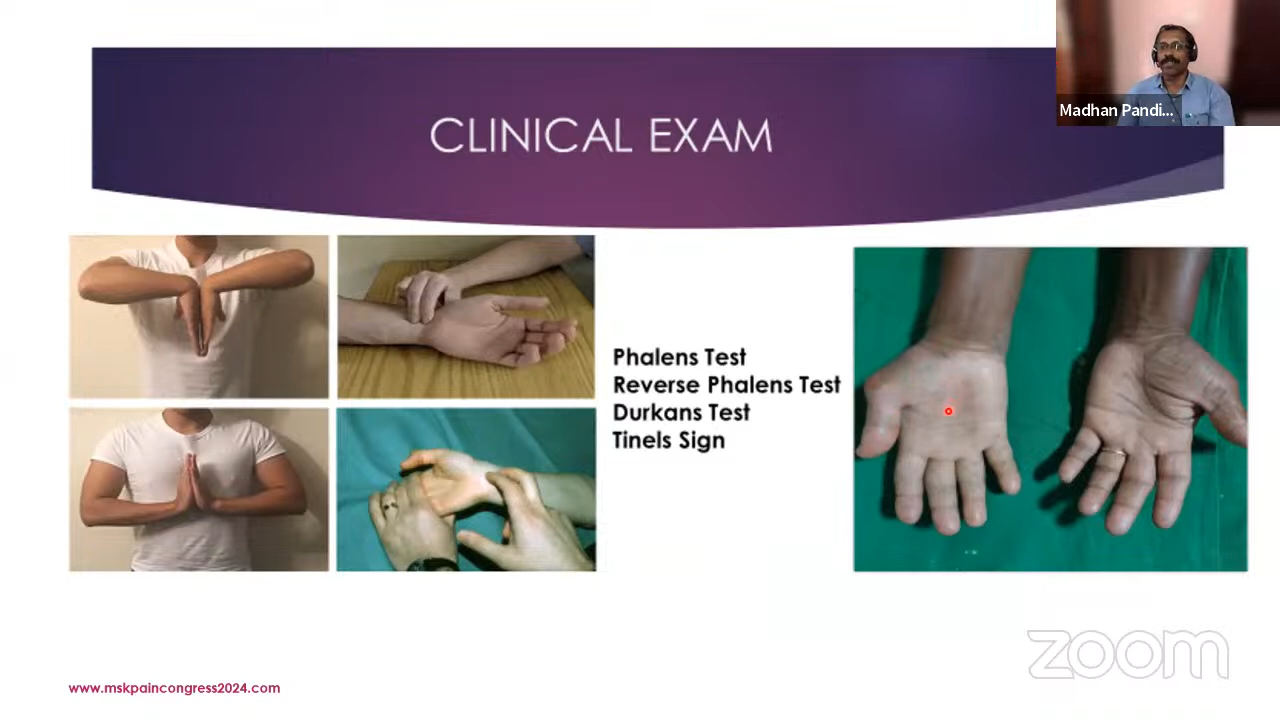 CLINICAL EXAM
Madhan Pandi...
Phalens Test
Reverse Phalens Test
Durkans Test
Tinels Sign
zoom
www.mskpaincongress2024.com